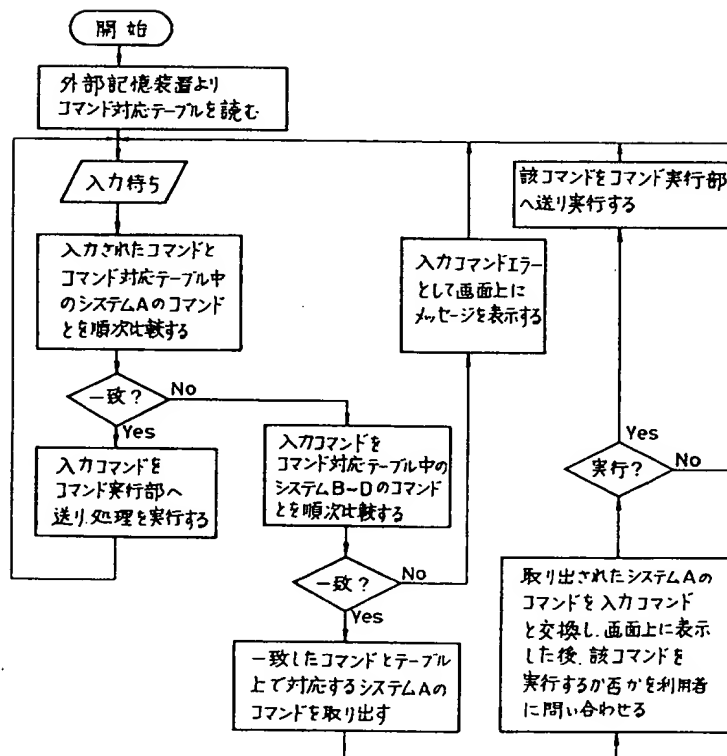 開始
外部記憶装置より
コマンド対応テーブルを読む
入力待ち
入力されたコマンドと
コマンド対応テーブル中
のシステムAのコマンド
とを順次比較する
一致?
No
Yes
入力コマンドを
コマンド実行部へ
送り、処理を実行する
入力コマンドを
コマンド対応テーブル中の
システムB~Dのコマンド
とを順次比較する
一致?
No
Yes
一致したコマンドとテーブル
上で対応するシステムAの
コマンドを取り出す
入力コマンドエラー
として画面上に
メッセージを表示する
該コマンドをコマンド実行部
へ送り実行する
Yes
実行?
No
取り出されたシステムAの
コマンドを入力コマンド
と交換し、画面上に表示
した後、該コマンドを
実行するか否かを利用者
に問い合わせる